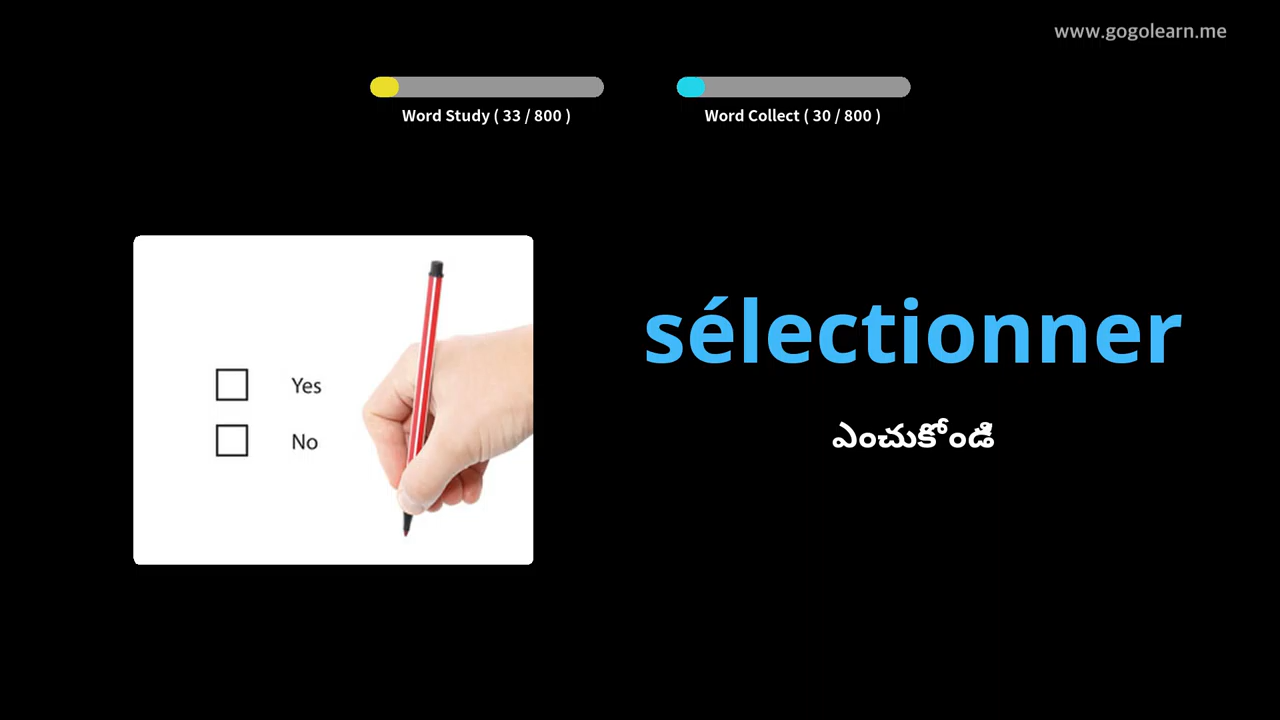 www.gogolearn.me
Word Study ( 33 / 800 )
Word Collect ( 30 / 800 )
Yes
No
sélectionner
ఎంచుకోండి